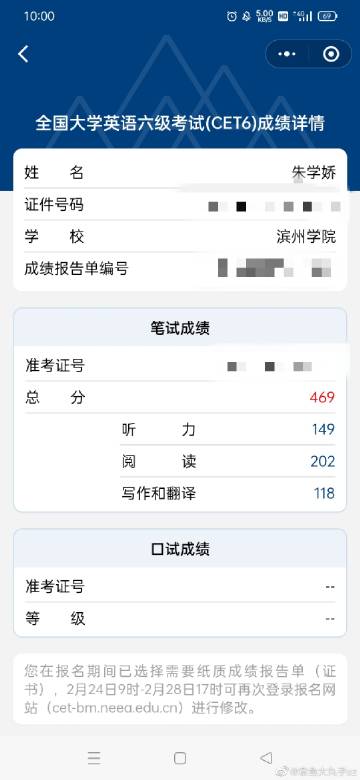 10:00
5.00 KB/S HD 4G 69
全国大学英语六级考试(CET6)成绩详情
姓 名 朱学娇
证件号码
学 校 滨州学院
成绩报告单编号
笔试成绩
准考证号
总 分 469
听 力 149
阅 读 202
写作和翻译 118
口试成绩
准考证号 --
等 级 --
您在报名期间已选择需要纸质成绩报告单（证
书），2月24日9时-2月28日17时可再次登录报名网
站（cet-bm.neea.edu.cn）进行修改。